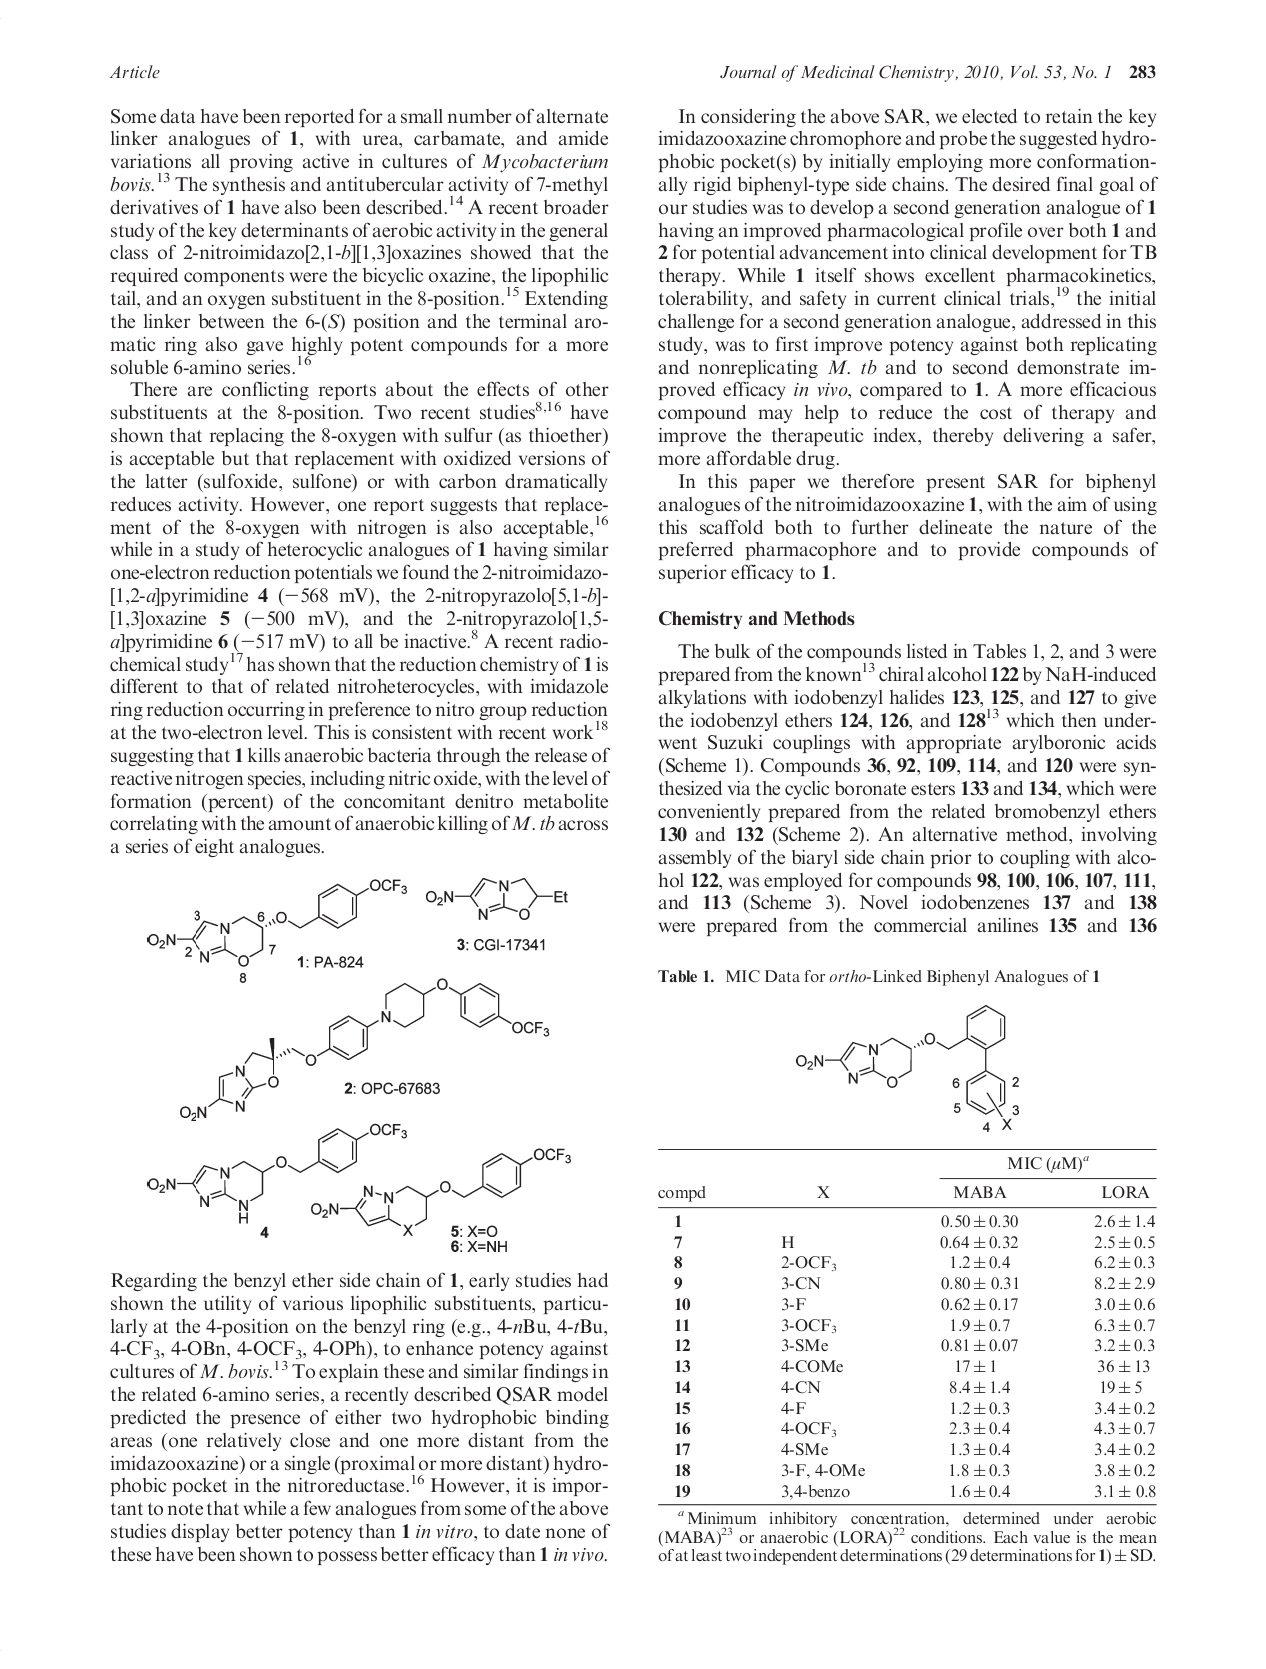 Article
Journal of Medicinal Chemistry, 2010, Vol. 53, No. 1 283
Some data have been reported for a small number of alternate
linker analogues of 1, with urea, carbamate, and amide
variations all proving active in cultures of Mycobacterium
bovis.13 The synthesis and antitubercular activity of 7-methyl
derivatives of 1 have also been described.14 A recent broader
study of the key determinants of aerobic activity in the general
class of 2-nitroimidazo[2,1-b][1,3]oxazines showed that the
required components were the bicyclic oxazine, the lipophilic
tail, and an oxygen substituent in the 8-position.15 Extending
the linker between the 6-(S) position and the terminal aro-
matic ring also gave highly potent compounds for a more
soluble 6-amino series.16
There are conflicting reports about the effects of other
substituents at the 8-position. Two recent studies8,16 have
shown that replacing the 8-oxygen with sulfur (as thioether)
is acceptable but that replacement with oxidized versions of
the latter (sulfoxide, sulfone) or with carbon dramatically
reduces activity. However, one report suggests that replace-
ment of the 8-oxygen with nitrogen is also acceptable,16
while in a study of heterocyclic analogues of 1 having similar
one-electron reduction potentials we found the 2-nitroimidazo-
[1,2-a]pyrimidine 4 (−568 mV), the 2-nitropyrazolo[5,1-b]-
[1,3]oxazine 5 (−500 mV), and the 2-nitropyrazolo[1,5-
a]pyrimidine 6 (−517 mV) to all be inactive.8 A recent radio-
chemical study17 has shown that the reduction chemistry of 1 is
different to that of related nitroheterocycles, with imidazole
ring reduction occurring in preference to nitro group reduction
at the two-electron level. This is consistent with recent work18
suggesting that 1 kills anaerobic bacteria through the release of
reactive nitrogen species, including nitric oxide, with the level of
formation (percent) of the concomitant denitro metabolite
correlating with the amount of anaerobic killing of M. tb across
a series of eight analogues.
OCF3
O2N
N
N
O
Et
3: CGI-17341
3
6
O
O2N
2
N
N
O
7
8
1: PA-824
O
N
OCF3
O
N
O
O2N
N
2: OPC-67683
OCF3
O2N
N
N
O
N
H
4
OCF3
O2N
N
N
O
X
5: X=O
6: X=NH
Regarding the benzyl ether side chain of 1, early studies had
shown the utility of various lipophilic substituents, particu-
larly at the 4-position on the benzyl ring (e.g., 4-nBu, 4-tBu,
4-CF3, 4-OBn, 4-OCF3, 4-OPh), to enhance potency against
cultures of M. bovis.13 To explain these and similar findings in
the related 6-amino series, a recently described QSAR model
predicted the presence of either two hydrophobic binding
areas (one relatively close and one more distant from the
imidazooxazine) or a single (proximal or more distant) hydro-
phobic pocket in the nitroreductase.16 However, it is impor-
tant to note that while a few analogues from some of the above
studies display better potency than 1 in vitro, to date none of
these have been shown to possess better efficacy than 1 in vivo.
In considering the above SAR, we elected to retain the key
imidazooxazine chromophore and probe the suggested hydro-
phobic pocket(s) by initially employing more conformation-
ally rigid biphenyl-type side chains. The desired final goal of
our studies was to develop a second generation analogue of 1
having an improved pharmacological profile over both 1 and
2 for potential advancement into clinical development for TB
therapy. While 1 itself shows excellent pharmacokinetics,
tolerability, and safety in current clinical trials,19 the initial
challenge for a second generation analogue, addressed in this
study, was to first improve potency against both replicating
and nonreplicating M. tb and to second demonstrate im-
proved efficacy in vivo, compared to 1. A more efficacious
compound may help to reduce the cost of therapy and
improve the therapeutic index, thereby delivering a safer,
more affordable drug.
In this paper we therefore present SAR for biphenyl
analogues of the nitroimidazooxazine 1, with the aim of using
this scaffold both to further delineate the nature of the
preferred pharmacophore and to provide compounds of
superior efficacy to 1.
Chemistry and Methods
The bulk of the compounds listed in Tables 1, 2, and 3 were
prepared from the known13 chiral alcohol 122 by NaH-induced
alkylations with iodobenzyl halides 123, 125, and 127 to give
the iodobenzyl ethers 124, 126, and 12813 which then under-
went Suzuki couplings with appropriate arylboronic acids
(Scheme 1). Compounds 36, 92, 109, 114, and 120 were syn-
thesized via the cyclic boronate esters 133 and 134, which were
conveniently prepared from the related bromobenzyl ethers
130 and 132 (Scheme 2). An alternative method, involving
assembly of the biaryl side chain prior to coupling with alco-
hol 122, was employed for compounds 98, 100, 106, 107, 111,
and 113 (Scheme 3). Novel iodobenzenes 137 and 138
were prepared from the commercial anilines 135 and 136
Table 1. MIC Data for ortho-Linked Biphenyl Analogues of 1
O2N
N
N
O
O
6
2
5
3
4
X
MIC (μM)a
compd X MABA LORA
1 0.50 ± 0.30 2.6 ± 1.4
7 H 0.64 ± 0.32 2.5 ± 0.5
8 2-OCF3 1.2 ± 0.4 6.2 ± 0.3
9 3-CN 0.80 ± 0.31 8.2 ± 2.9
10 3-F 0.62 ± 0.17 3.0 ± 0.6
11 3-OCF3 1.9 ± 0.7 6.3 ± 0.7
12 3-SMe 0.81 ± 0.07 3.2 ± 0.3
13 4-COMe 17 ± 1 36 ± 13
14 4-CN 8.4 ± 1.4 19 ± 5
15 4-F 1.2 ± 0.3 3.4 ± 0.2
16 4-OCF3 2.3 ± 0.4 4.3 ± 0.7
17 4-SMe 1.3 ± 0.4 3.4 ± 0.2
18 3-F, 4-OMe 1.8 ± 0.3 3.8 ± 0.2
19 3,4-benzo 1.6 ± 0.4 3.1 ± 0.8
a Minimum inhibitory concentration, determined under aerobic
(MABA)23 or anaerobic (LORA)22 conditions. Each value is the mean
of at least two independent determinations (29 determinations for 1) ± SD.